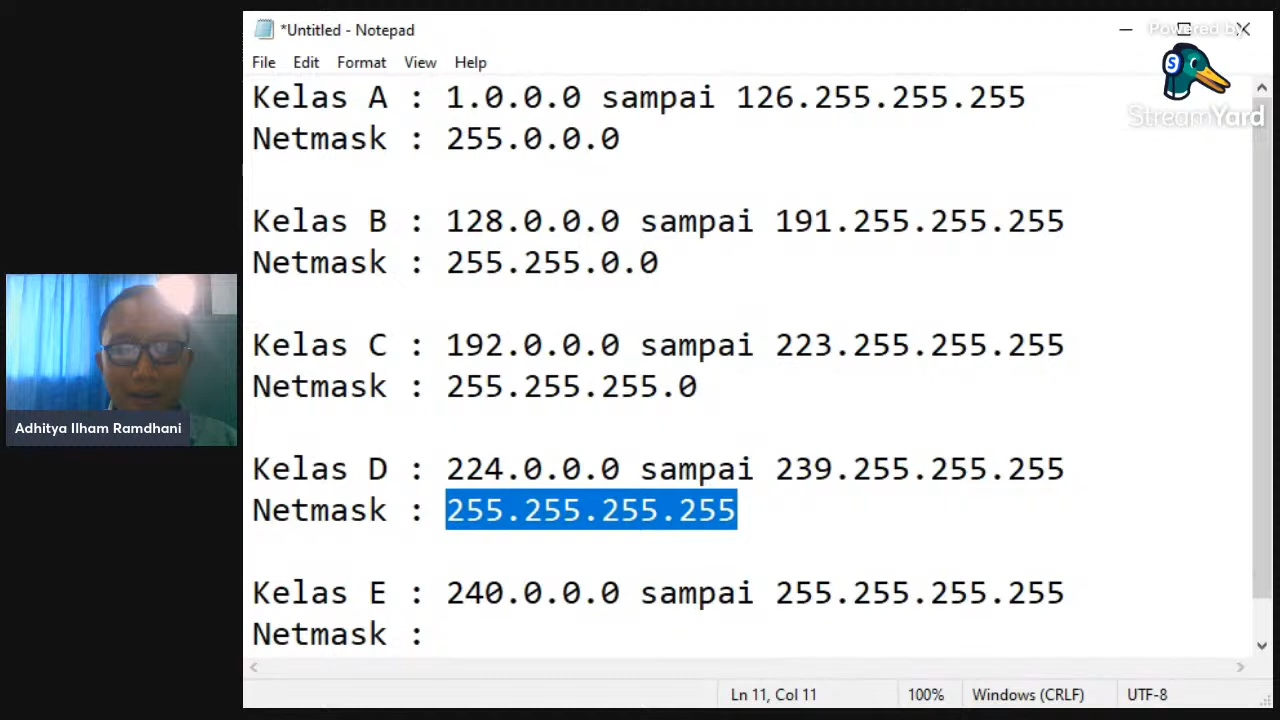 *Untitled - Notepad
Powered by
File Edit Format View Help
StreamYard
Kelas A : 1.0.0.0 sampai 126.255.255.255
Netmask : 255.0.0.0
Kelas B : 128.0.0.0 sampai 191.255.255.255
Netmask : 255.255.0.0
Kelas C : 192.0.0.0 sampai 223.255.255.255
Netmask : 255.255.255.0
Adhitya Ilham Ramdhani
Kelas D : 224.0.0.0 sampai 239.255.255.255
Netmask : 255.255.255.255
Kelas E : 240.0.0.0 sampai 255.255.255.255
Netmask :
Ln 11, Col 11 100% Windows (CRLF) UTF-8